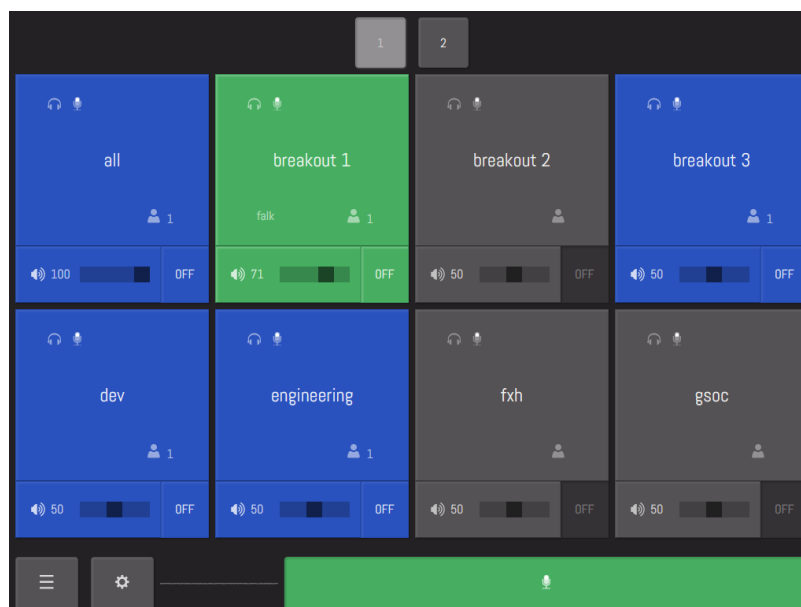 1
2
all
1
100
OFF
breakout 1
falk
1
71
OFF
breakout 2
50
OFF
breakout 3
1
50
OFF
dev
1
50
OFF
engineering
1
50
OFF
fxh
50
OFF
gsoc
50
OFF